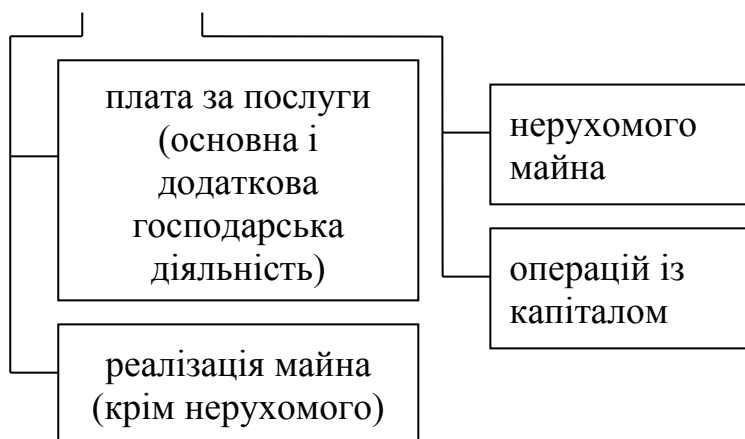 плата за послуги
(основна і
додаткова
господарська
діяльність)
реалізація майна
(крім нерухомого)
нерухомого
майна
операцій із
капіталом